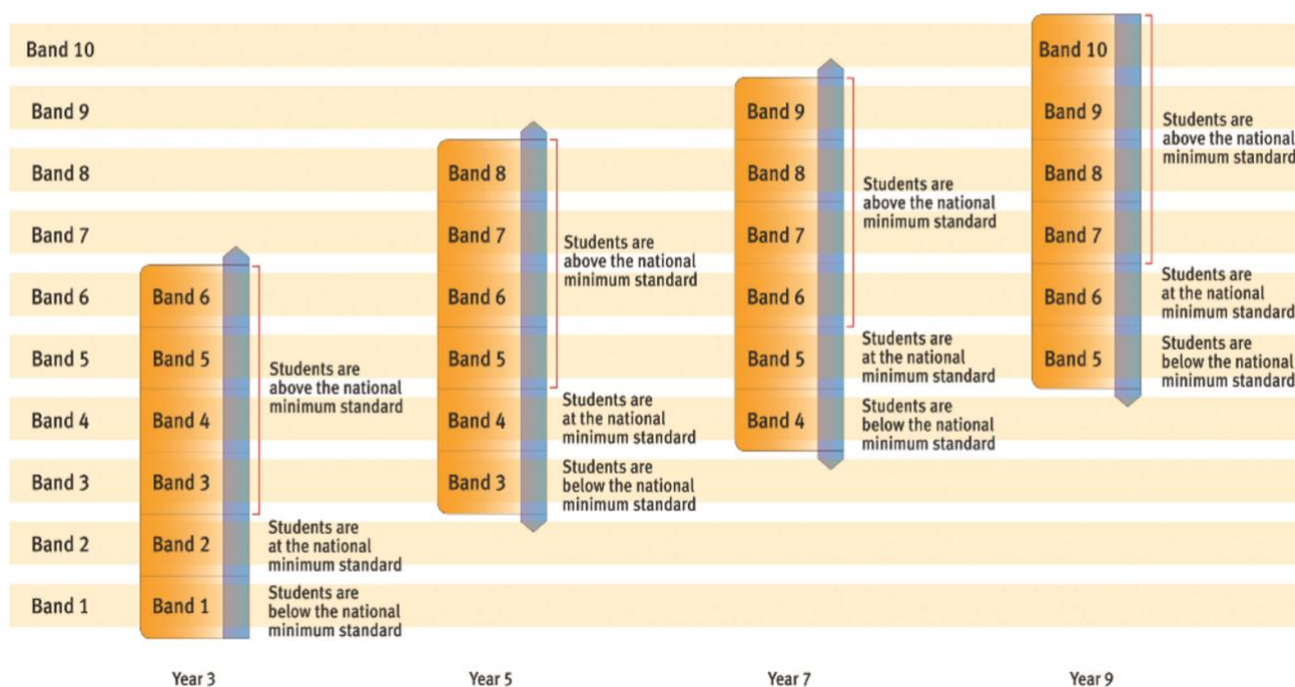 Band 10
Band 9
Band 8
Band 7
Band 6
Band 5
Band 4
Band 3
Band 2
Band 1
Band 6
Band 5
Band 4
Band 3
Band 2
Band 1
Students are
above the national
minimum standard
Students are
at the national
minimum standard
Students are
below the national
minimum standard
Year 3
Band 8
Band 7
Band 6
Band 5
Band 4
Band 3
Students are
above the national
minimum standard
Students are
at the national
minimum standard
Students are
below the national
minimum standard
Year 5
Band 9
Band 8
Band 7
Band 6
Band 5
Band 4
Students are
above the national
minimum standard
Students are
at the national
minimum standard
Students are
below the national
minimum standard
Year 7
Band 10
Band 9
Band 8
Band 7
Band 6
Band 5
Students are
above the national
minimum standard
Students are
at the national
minimum standard
Students are
below the national
minimum standard
Year 9